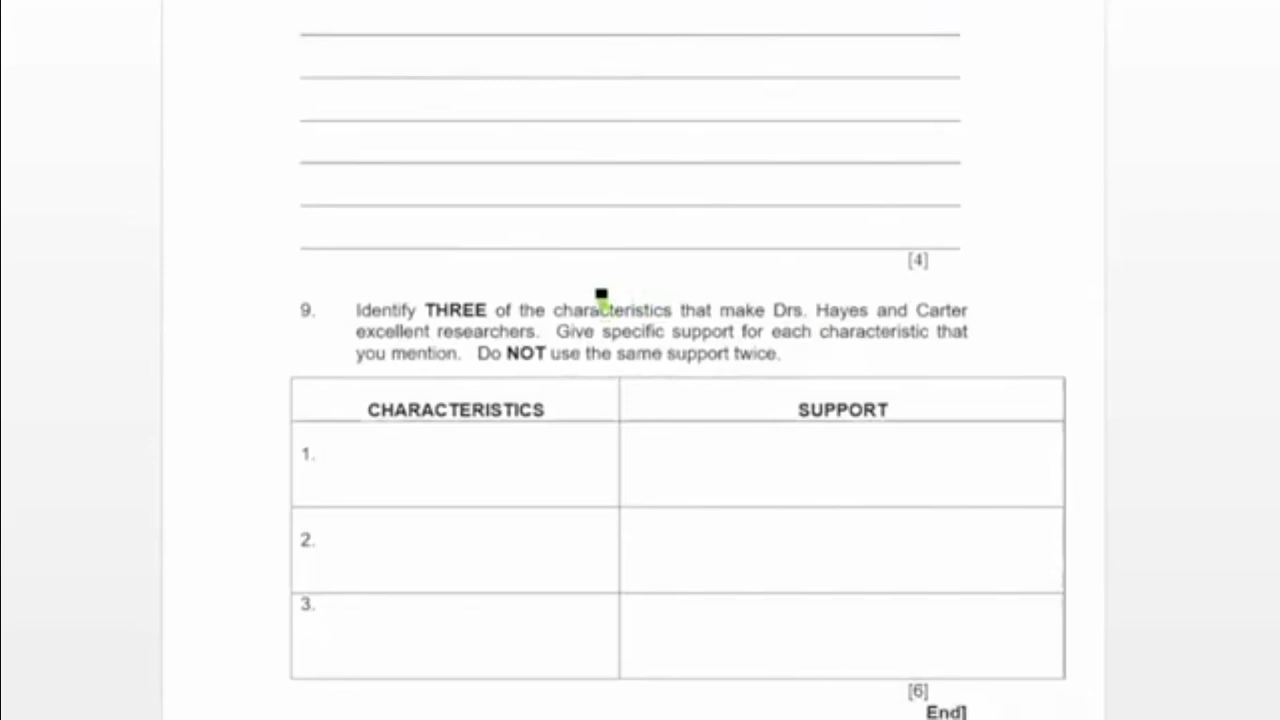 [4]
9. Identify THREE of the characteristics that make Drs. Hayes and Carter
excellent researchers. Give specific support for each characteristic that
you mention. Do NOT use the same support twice.
CHARACTERISTICS SUPPORT
1.
2.
3.
[6]
End]